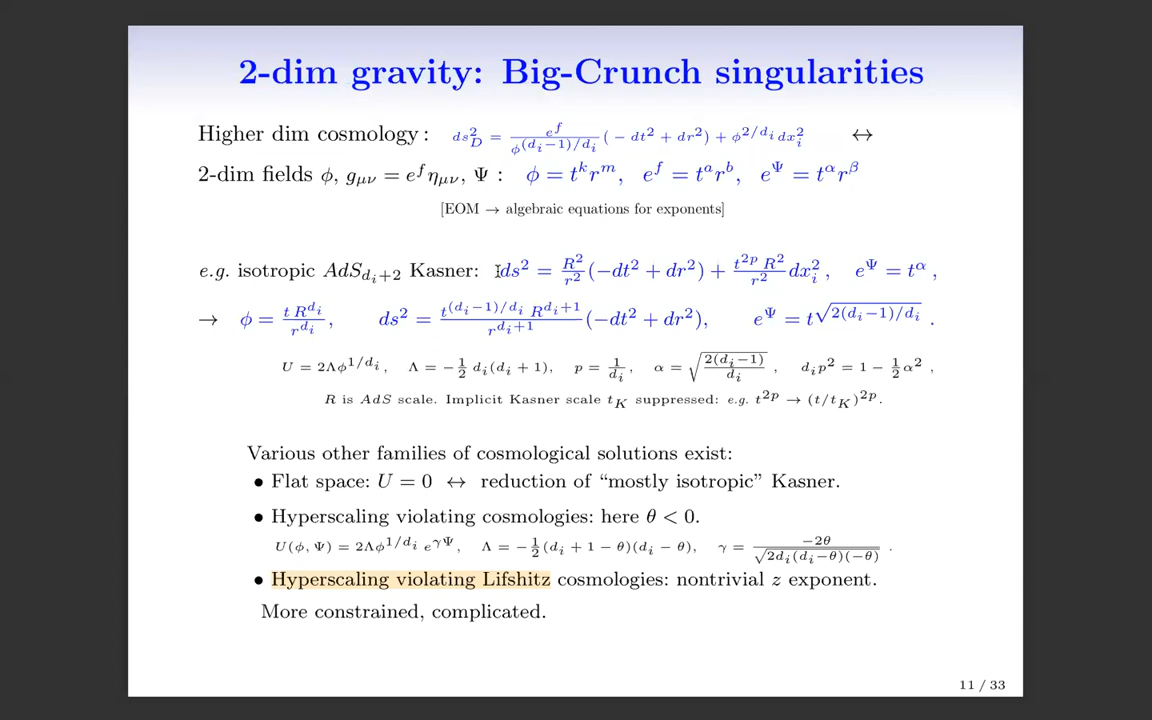 2-dim gravity: Big-Crunch singularities
Higher dim cosmology : ds²_D = e^f / φ^{(d_i−1)/d_i} (− dt² + dr²) + φ^{2/d_i} dx_i² ↔
2-dim fields φ, g_{μν} = e^f η_{μν}, Ψ : φ = t^k r^m, e^f = t^a r^b, e^Ψ = t^α r^β
[EOM → algebraic equations for exponents]
e.g. isotropic AdS_{d_i+2} Kasner: ds² = R²/r² (−dt² + dr²) + t^{2p} R²/r² dx_i² , e^Ψ = t^α ,
→ φ = t R^{d_i} / r^{d_i} , ds² = t^{(d_i−1)/d_i} R^{d_i+1} / r^{d_i+1} (−dt² + dr²), e^Ψ = t^{√(2(d_i−1)/d_i)} .
U = 2Λφ^{1/d_i} , Λ = −½ d_i(d_i + 1), p = 1/d_i , α = √(2(d_i−1)/d_i) , d_i p² = 1 − ½ α² ,
R is AdS scale. Implicit Kasner scale t_K suppressed: e.g. t^{2p} → (t/t_K)^{2p}.
Various other families of cosmological solutions exist:
• Flat space: U = 0 ↔ reduction of “mostly isotropic” Kasner.
• Hyperscaling violating cosmologies: here θ < 0.
U(φ, Ψ) = 2Λφ^{1/d_i} e^{γΨ} , Λ = −½(d_i + 1 − θ)(d_i − θ), γ = −2θ / √(2d_i(d_i−θ)(−θ)) .
• Hyperscaling violating Lifshitz cosmologies: nontrivial z exponent.
More constrained, complicated.
11 / 33